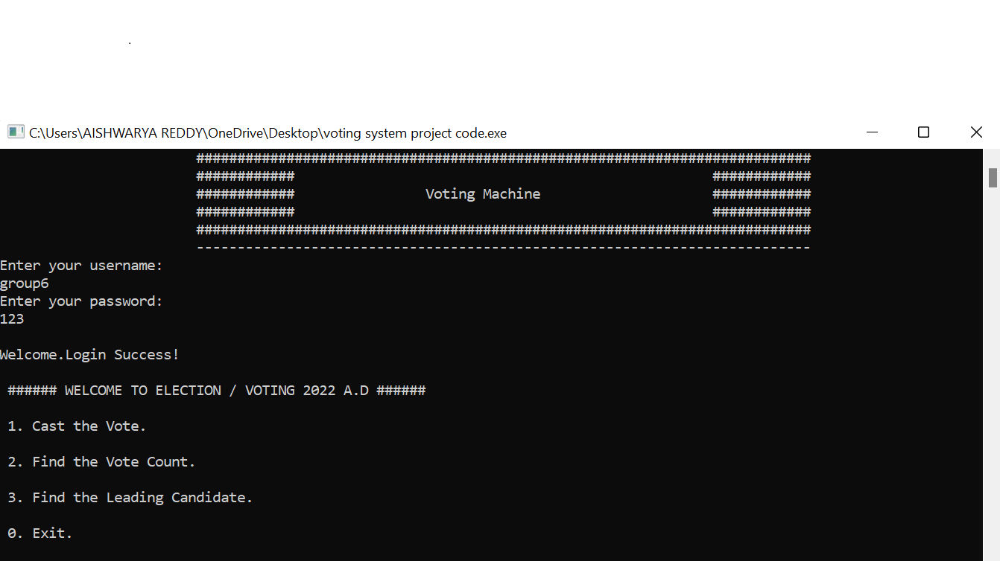 .
C:\Users\AISHWARYA REDDY\OneDrive\Desktop\voting system project code.exe
###########################################################################
############                                                   ############
############                Voting Machine                     ############
############                                                   ############
###########################################################################
---------------------------------------------------------------------------
Enter your username:
group6
Enter your password:
123
Welcome.Login Success!
###### WELCOME TO ELECTION / VOTING 2022 A.D ######
1. Cast the Vote.
2. Find the Vote Count.
3. Find the Leading Candidate.
0. Exit.